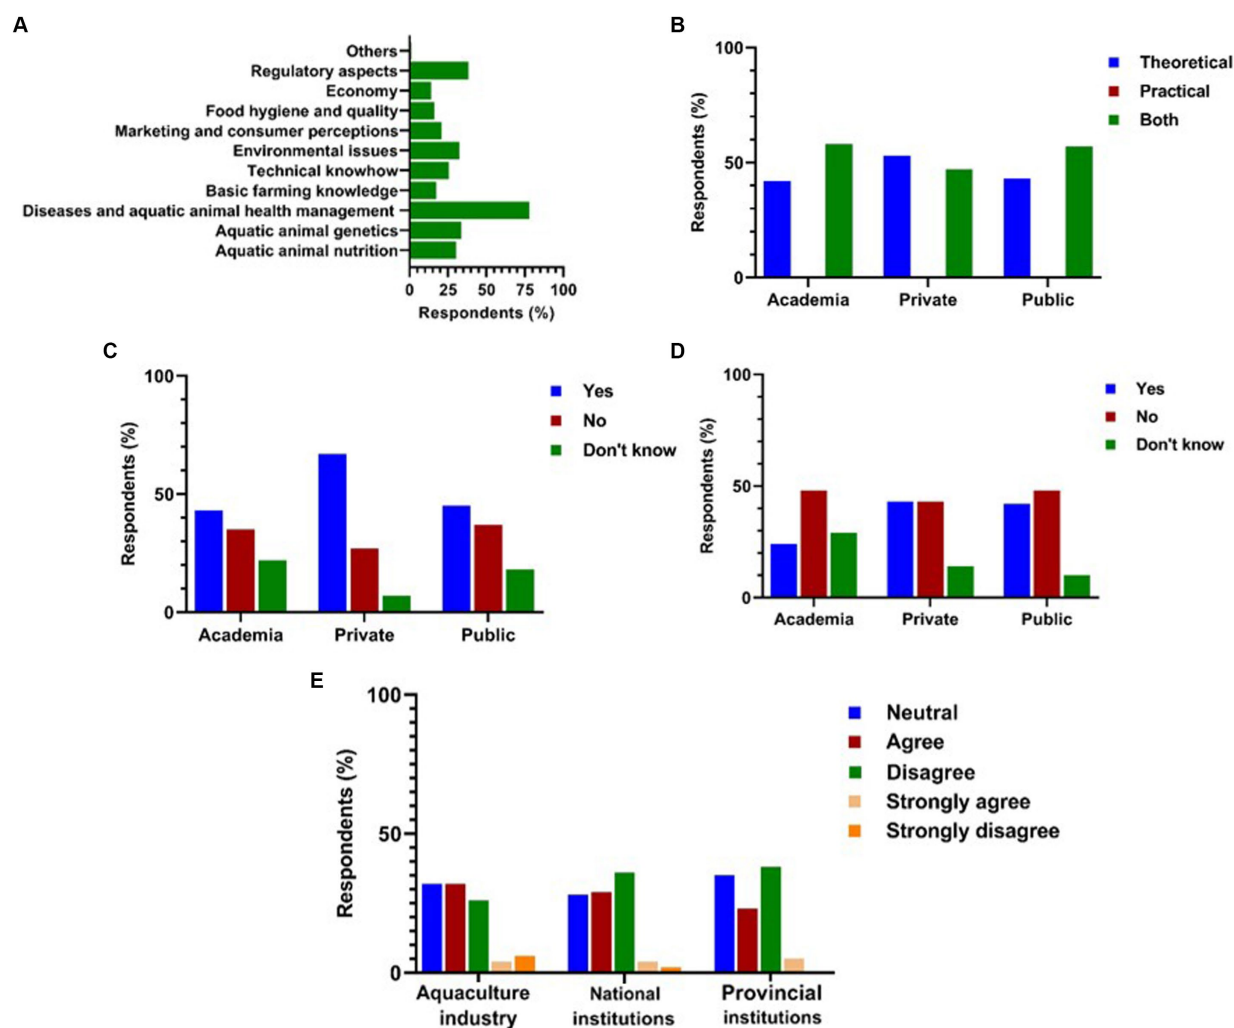 A
Others
Regulatory aspects
Economy
Food hygiene and quality
Marketing and consumer perceptions
Environmental issues
Technical knowhow
Basic farming knowledge
Diseases and aquatic animal health management
Aquatic animal genetics
Aquatic animal nutrition
0 25 50 75 100
Respondents (%)
B
100
50
0
Respondents (%)
Academia Private Public
Theoretical
Practical
Both
C
100
50
0
Respondents (%)
Academia Private Public
Yes
No
Don't know
D
100
50
0
Respondents (%)
Academia Private Public
Yes
No
Don't know
E
100
50
0
Respondents (%)
Aquaculture National Provincial
industry institutions institutions
Neutral
Agree
Disagree
Strongly agree
Strongly disagree